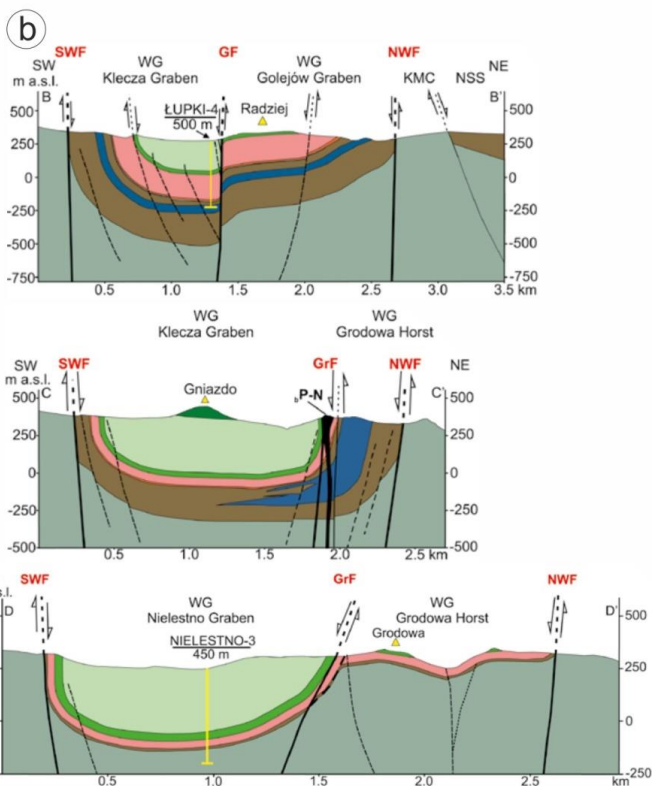 b
SWF GF NWF
SW WG WG NE
m a.s.l. Klecza Graben Golejów Graben KMC NSS
B ŁUPKI-4 Radziej B'
500 m
500 500
250 250
0 0
-250 -250
-500 -500
-750 -750
0.5 1.0 1.5 2.0 2.5 3.0 3.5 km
WG WG
Klecza Graben Grodowa Horst
SW SWF GrF NWF NE
m a.s.l.
C Gniazdo bP-N C'
500 500
250 250
0 0
-250 -250
-500 -500
0.5 1.0 1.5 2.0 2.5 km
SWF GrF NWF
s.l.
D WG WG D'
Nielestno Graben Grodowa Horst 500
NIELESTNO-3 Grodowa
450 m
250
0
-250
0.5 1.0 1.5 2.0 2.5 km